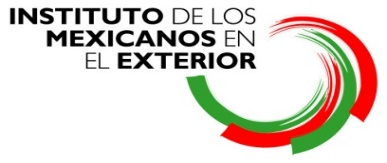 INSTITUTO DE LOS
MEXICANOS EN
EL EXTERIOR